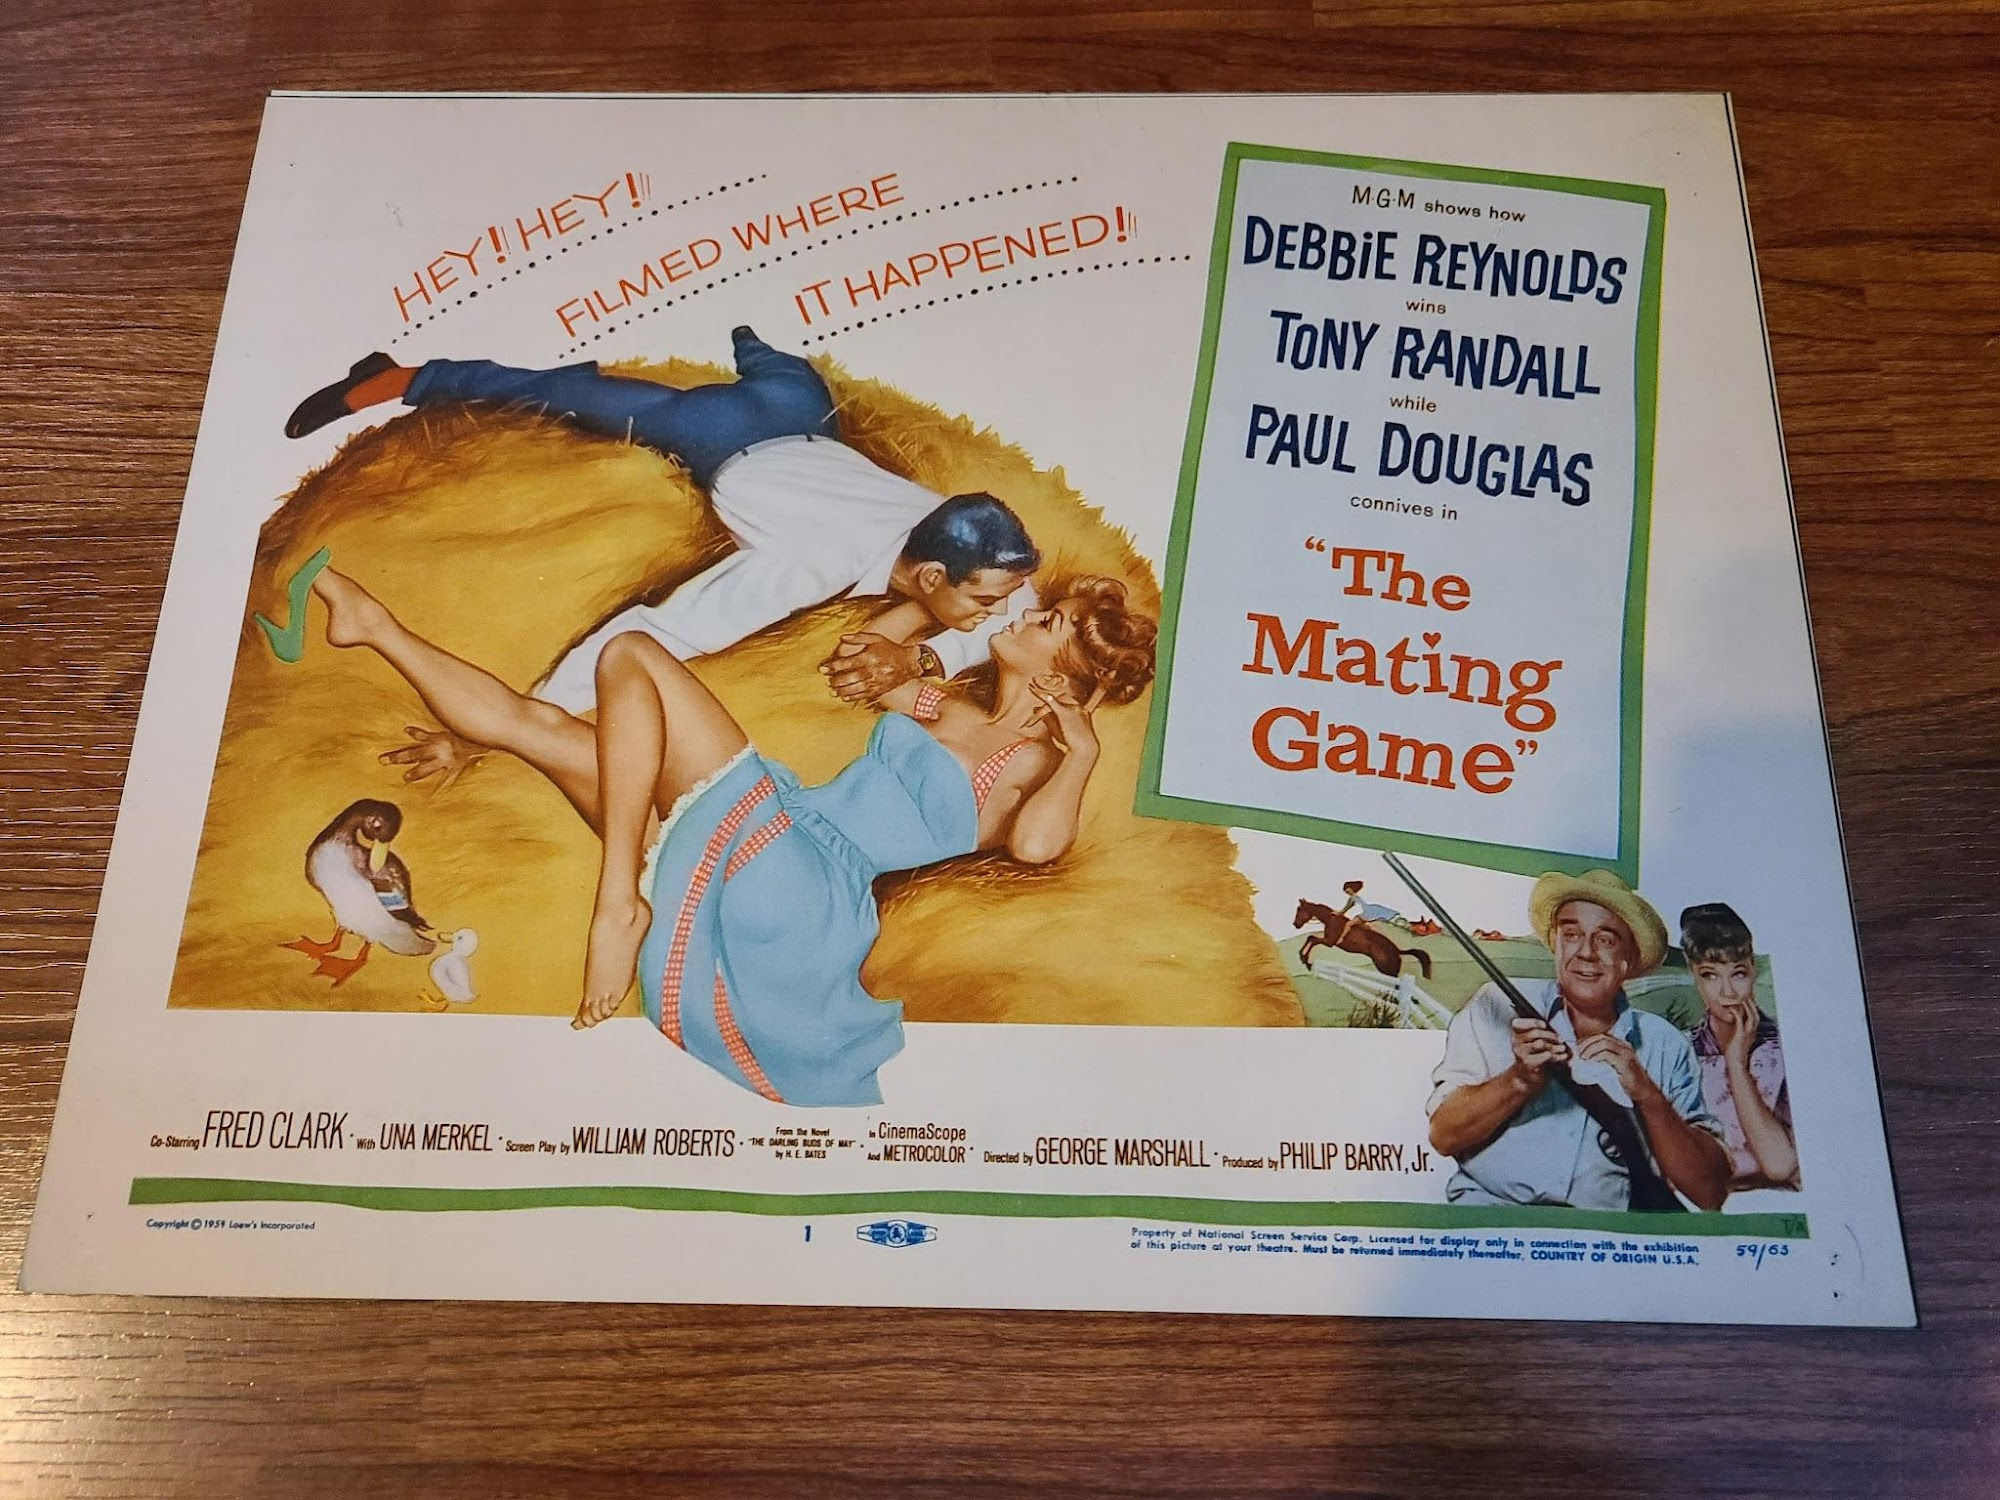 HEY! HEY!
FILMED WHERE
IT HAPPENED!
M-G-M shows how
DEBBIE REYNOLDS
wins
TONY RANDALL
while
PAUL DOUGLAS
connives in
"The
Mating
Game"
Co-Starring FRED CLARK · With UNA MERKEL · Screen Play by WILLIAM ROBERTS ·
From the Novel
"THE DARLING BUDS OF MAY" ·
by H. E. BATES
In CinemaScope
And METROCOLOR ·
Directed by GEORGE MARSHALL · Produced by PHILIP BARRY, Jr.
T/A
Copyright © 1959 Loew's Incorporated
1
Property of National Screen Service Corp. Licensed for display only in connection with the exhibition
of this picture at your theatre. Must be returned immediately thereafter. COUNTRY OF ORIGIN U.S.A.
59/63